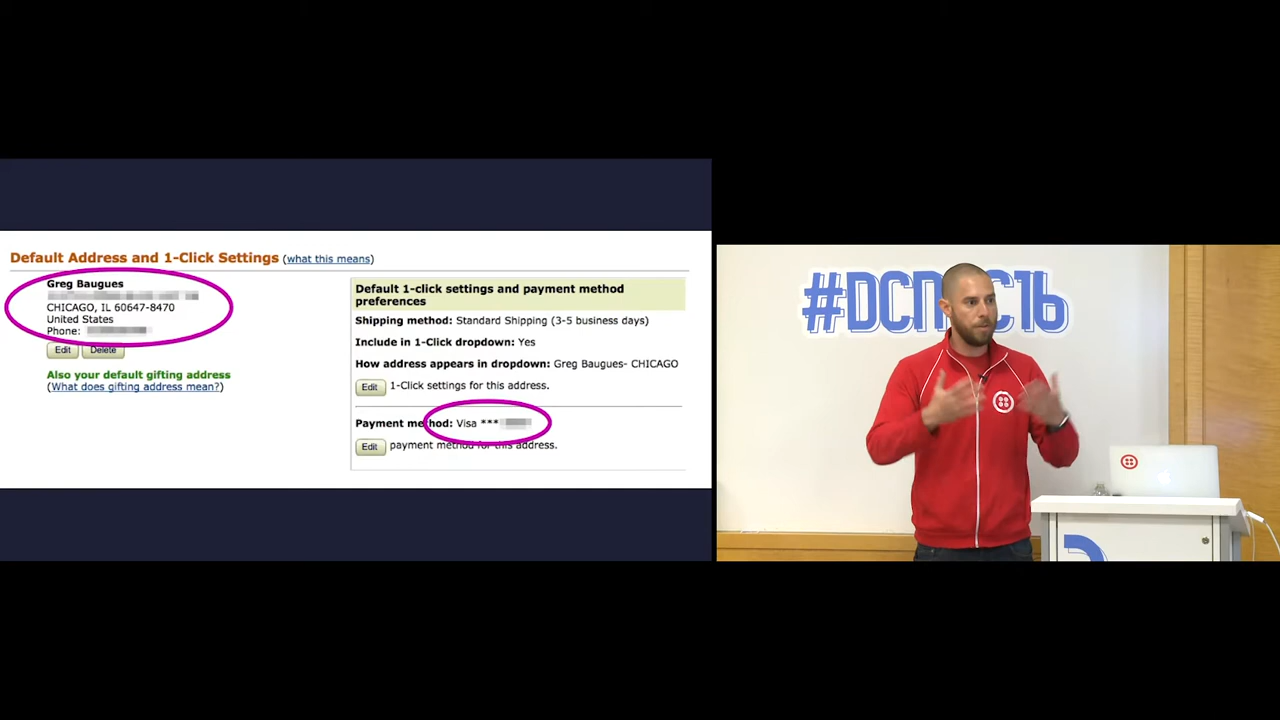 Default Address and 1-Click Settings (what this means)
Greg Baugues
CHICAGO, IL 60647-8470
United States
Phone:
Edit Delete
Also your default gifting address
(What does gifting address mean?)
Default 1-click settings and payment method
preferences
Shipping method: Standard Shipping (3-5 business days)
Include in 1-Click dropdown: Yes
How address appears in dropdown: Greg Baugues- CHICAGO
Edit 1-Click settings for this address.
Payment method: Visa ***
Edit payment method for this address.